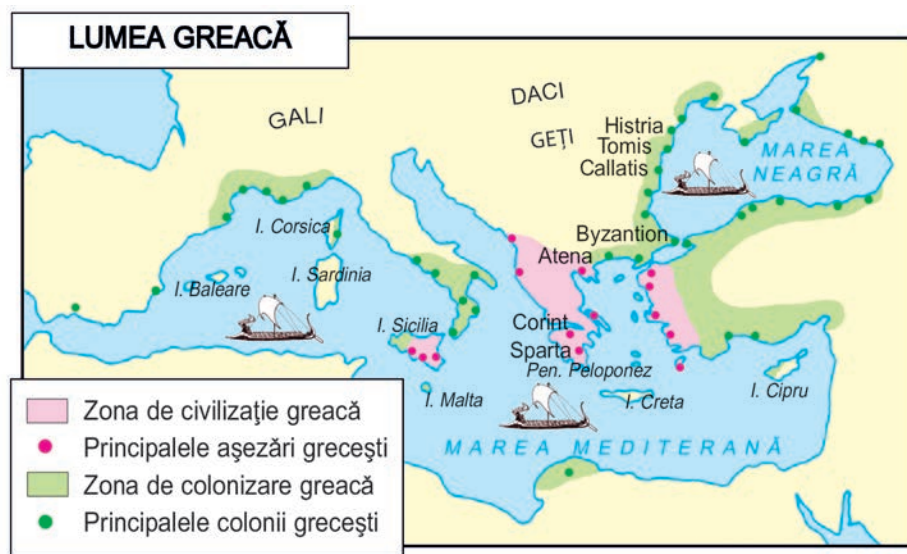 LUMEA GREACĂ
GALI
DACI
GEȚI
Histria
Tomis
Callatis
MAREA
NEAGRĂ
I. Corsica
Byzantion
Atena
I. Sardinia
I. Baleare
I. Sicilia
Corint
Sparta
Pen. Peloponez
I. Malta
I. Creta
I. Cipru
MAREA MEDITERANĂ
Zona de civilizație greacă
Principalele așezări grecești
Zona de colonizare greacă
Principalele colonii grecești